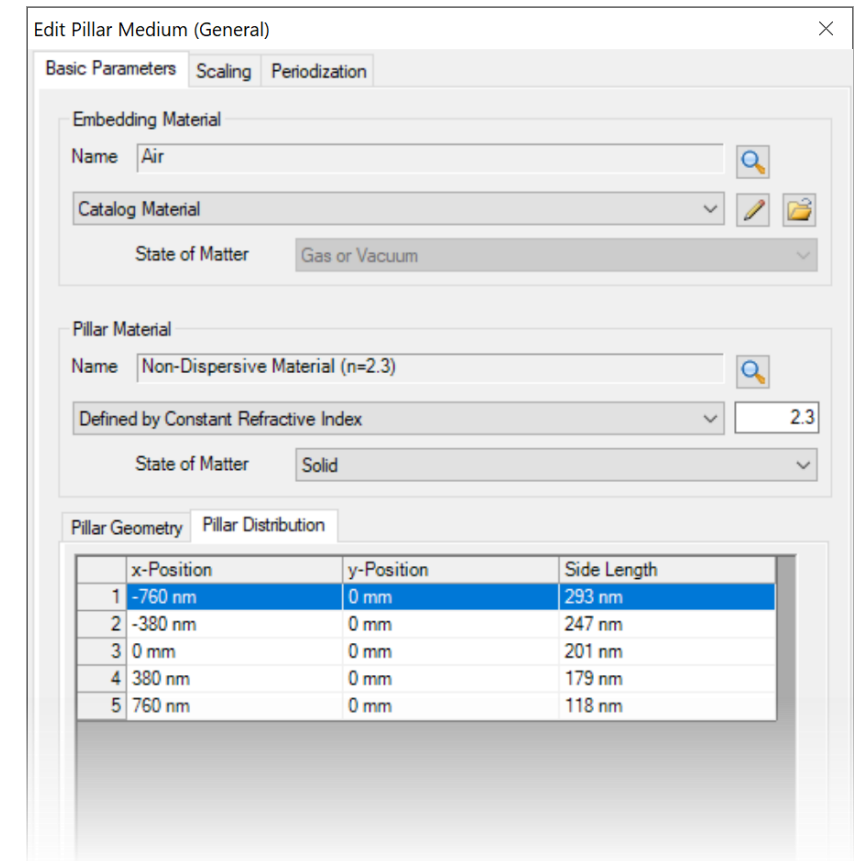 Edit Pillar Medium (General)
Basic Parameters Scaling Periodization
Embedding Material
Name Air
Catalog Material
State of Matter Gas or Vacuum
Pillar Material
Name Non-Dispersive Material (n=2.3)
Defined by Constant Refractive Index 2.3
State of Matter Solid
Pillar Geometry Pillar Distribution
x-Position y-Position Side Length
1 -760 nm 0 mm 293 nm
2 -380 nm 0 mm 247 nm
3 0 mm 0 mm 201 nm
4 380 nm 0 mm 179 nm
5 760 nm 0 mm 118 nm